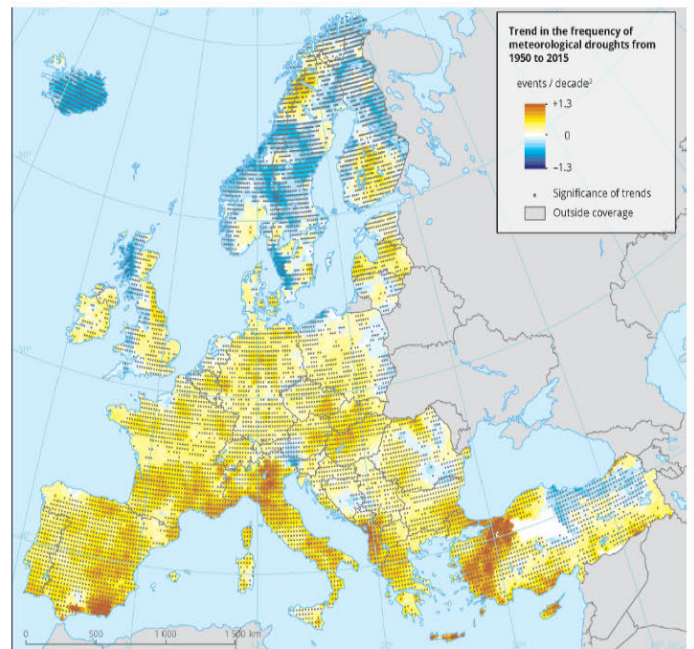 Trend in the frequency of
meteorological droughts from
1950 to 2015
events / decade²
+1.3
0
−1.3
Significance of trends
Outside coverage
0
500
1 000
1 500 km